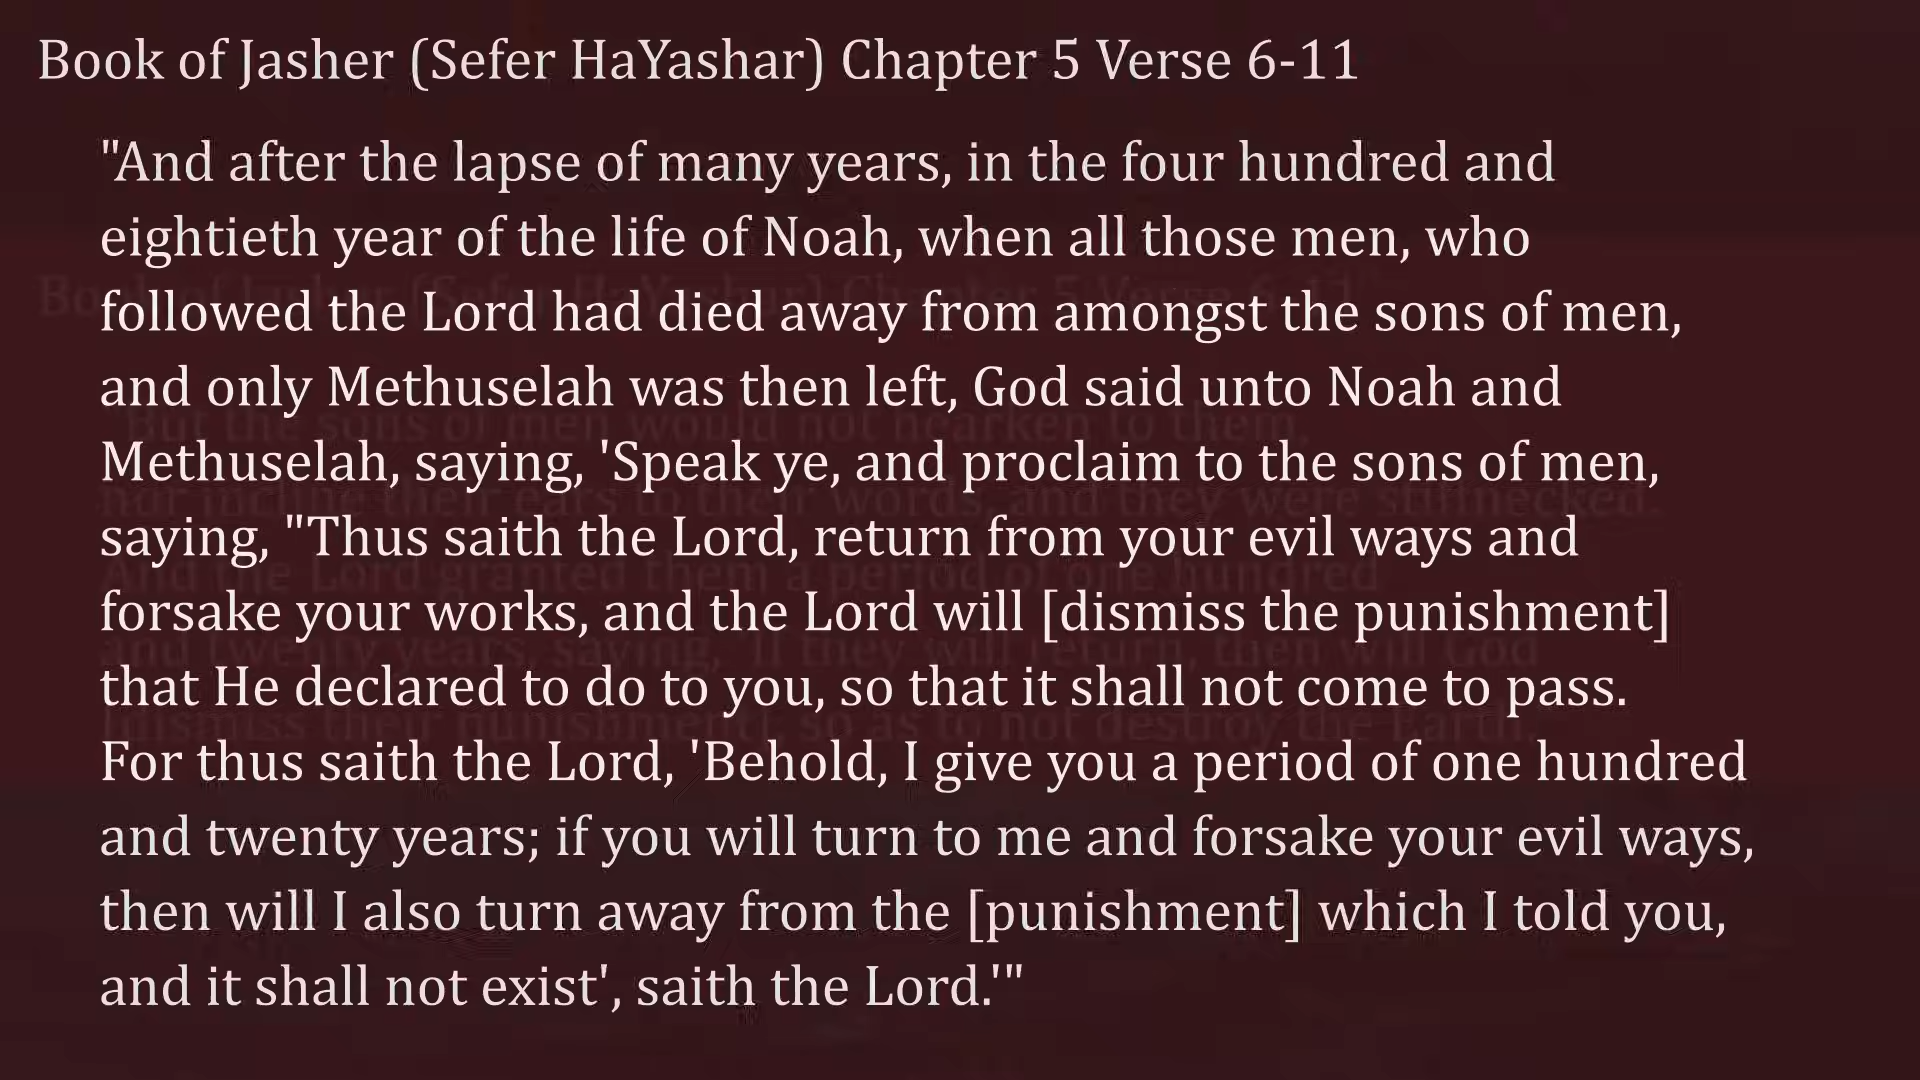 Book of Jasher (Sefer HaYashar) Chapter 5 Verse 6-11
"And after the lapse of many years, in the four hundred and
eightieth year of the life of Noah, when all those men, who
followed the Lord had died away from amongst the sons of men,
and only Methuselah was then left, God said unto Noah and
Methuselah, saying, 'Speak ye, and proclaim to the sons of men,
saying, "Thus saith the Lord, return from your evil ways and
forsake your works, and the Lord will [dismiss the punishment]
that He declared to do to you, so that it shall not come to pass.
For thus saith the Lord, 'Behold, I give you a period of one hundred
and twenty years; if you will turn to me and forsake your evil ways,
then will I also turn away from the [punishment] which I told you,
and it shall not exist', saith the Lord.'"